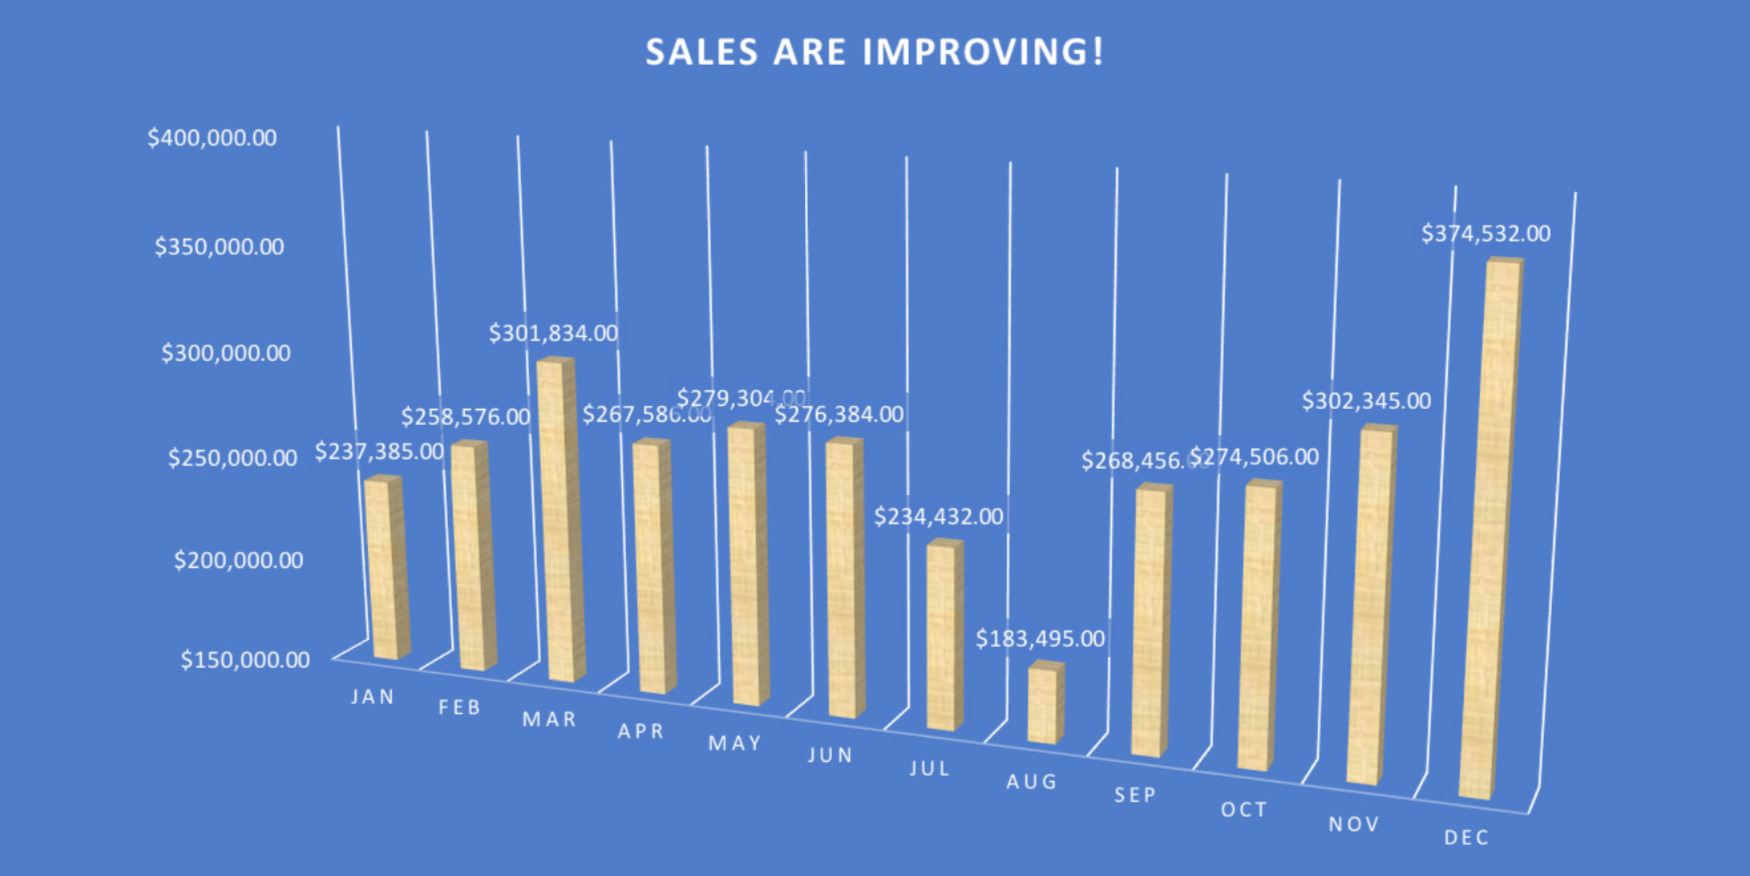 SALES ARE IMPROVING!
$400,000.00
$350,000.00
$300,000.00
$250,000.00
$200,000.00
$150,000.00
$237,385.00
$258,576.00
$301,834.00
$267,586.00
$279,304.00
$276,384.00
$234,432.00
$183,495.00
$268,456.00
$274,506.00
$302,345.00
$374,532.00
JAN
FEB
MAR
APR
MAY
JUN
JUL
AUG
SEP
OCT
NOV
DEC